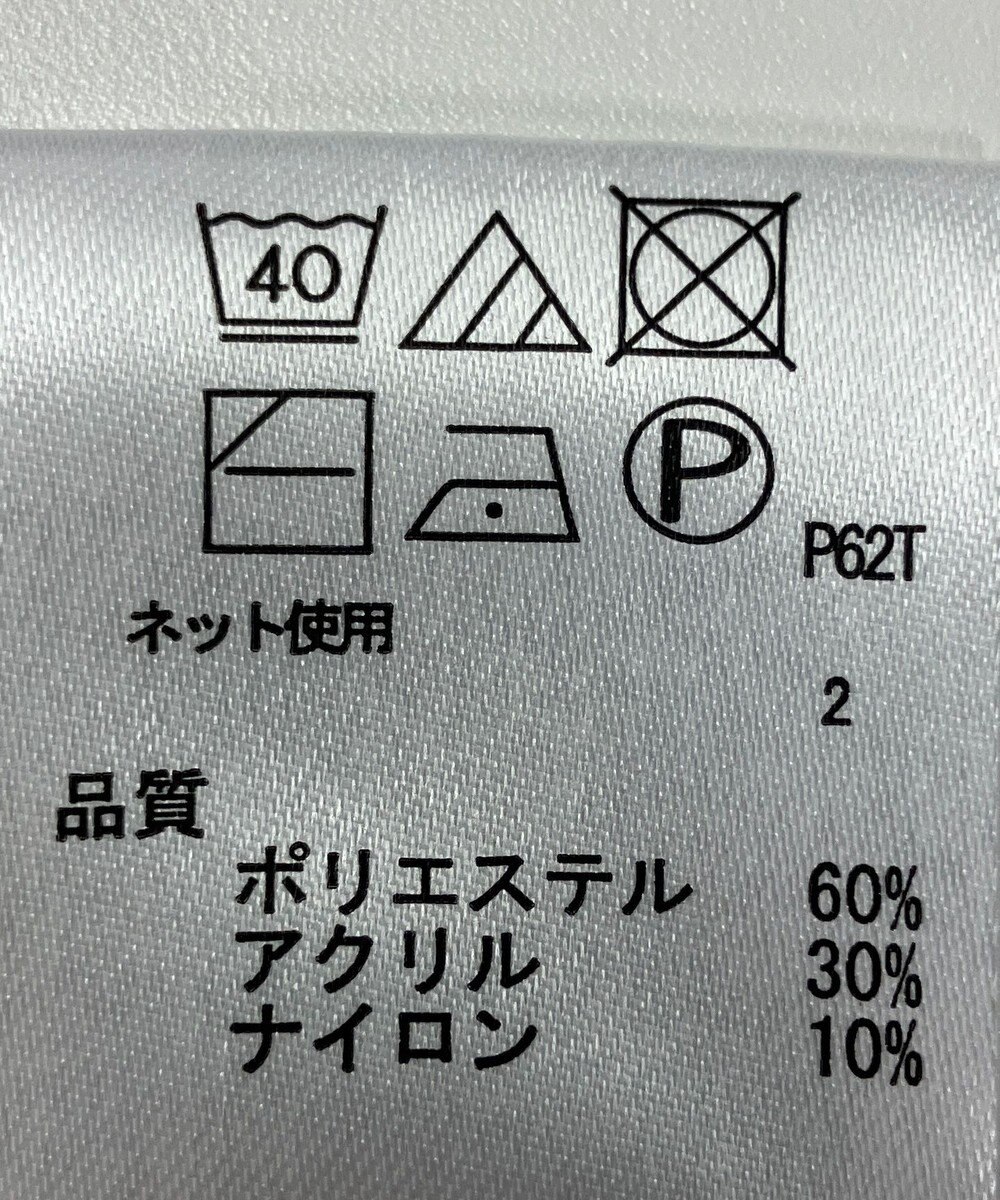 40
P
P62T
ネット使用
2
品質
ポリエステル 60%
アクリル 30%
ナイロン 10%